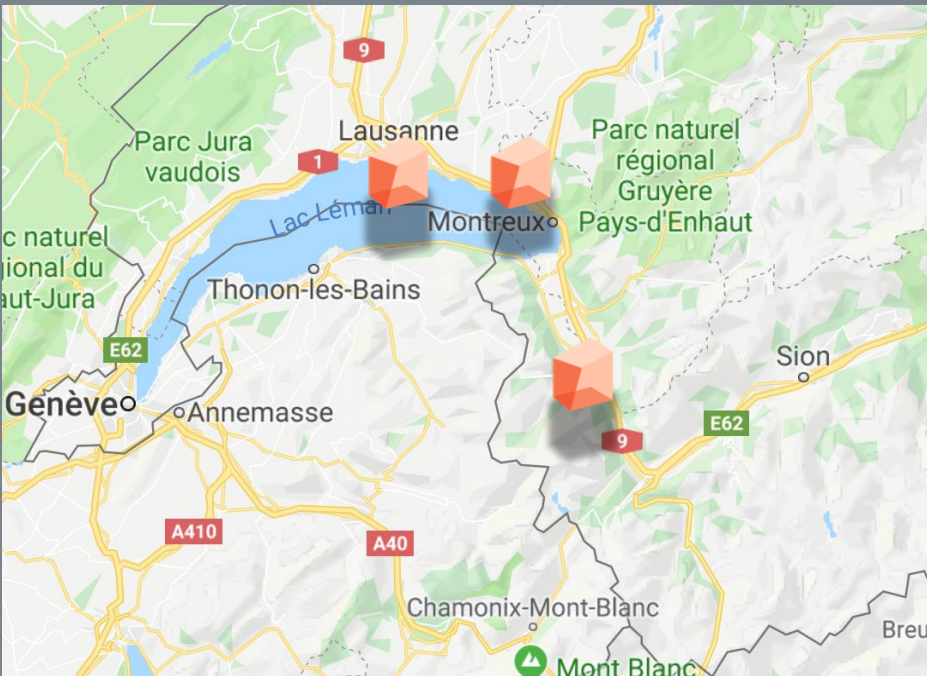 9
Lausanne
Parc Jura
vaudois
1
Parc naturel
régional
Gruyère
Pays-d'Enhaut
Lac Léman
Montreux
c naturel
gional du
aut-Jura
Thonon-les-Bains
E62
Sion
Genève
Annemasse
E62
9
A410
A40
Chamonix-Mont-Blanc
Breu
Mont Blanc